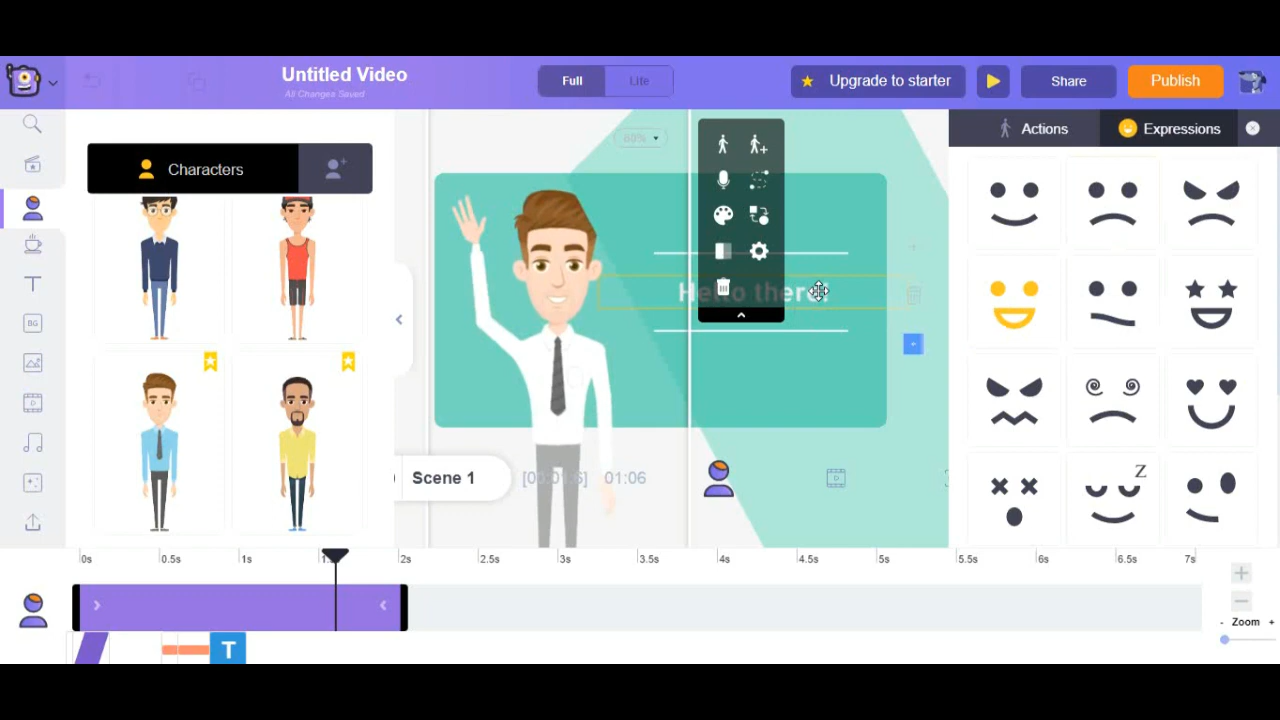 Untitled Video
All Changes Saved
Full
Lite
Upgrade to starter
Share
Publish
Characters
Actions
Expressions
60%
Hello there!
T
BG
Z
Scene 1
01:06
0s
0.5s
1s
2s
2.5s
3s
3.5s
4s
4.5s
5s
5.5s
6s
6.5s
7s
- Zoom +
T